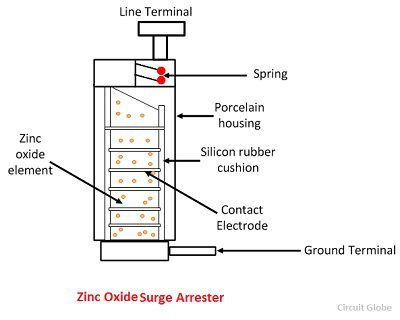 Line Terminal
Spring
Porcelain
housing
Zinc
oxide
element
Silicon rubber
cushion
Contact
Electrode
Ground Terminal
Zinc Oxide Surge Arrester
Circuit Globe